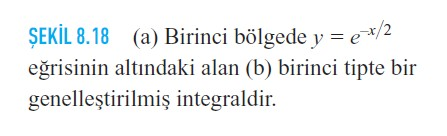 ŞEKİL 8.18 (a) Birinci bölgede y = e^{-x/2}
eğrisinin altındaki alan (b) birinci tipte bir
genelleştirilmiş integraldir.